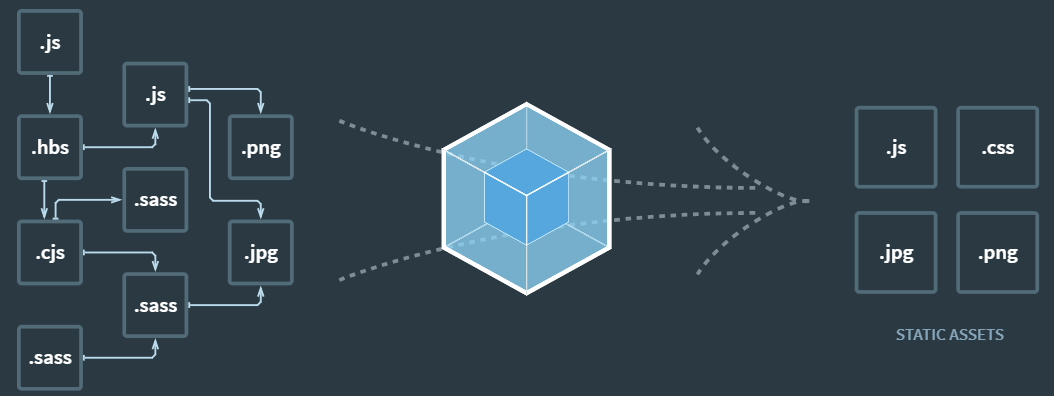 .js
.js
.hbs
.png
.sass
.cjs
.jpg
.sass
.sass
.js
.css
.jpg
.png
STATIC ASSETS